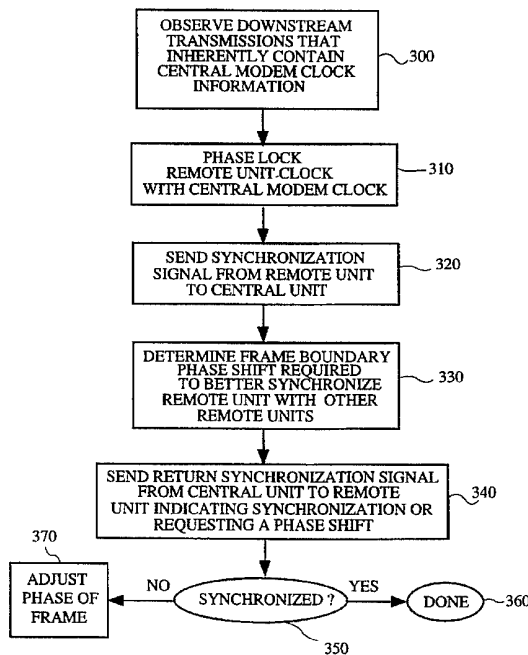 OBSERVE DOWNSTREAM
TRANSMISSIONS THAT
INHERENTLY CONTAIN
CENTRAL MODEM CLOCK
INFORMATION
300
PHASE LOCK
REMOTE UNIT-CLOCK
WITH CENTRAL MODEM CLOCK
310
SEND SYNCHRONIZATION
SIGNAL FROM REMOTE UNIT
TO CENTRAL UNIT
320
DETERMINE FRAME BOUNDARY
PHASE SHIFT REQUIRED
TO BETTER SYNCHRONIZE
REMOTE UNIT WITH OTHER
REMOTE UNITS
330
SEND RETURN SYNCHRONIZATION SIGNAL
FROM CENTRAL UNIT TO REMOTE
UNIT INDICATING SYNCHRONIZATION OR
REQUESTING A PHASE SHIFT
340
370
ADJUST
PHASE OF
FRAME
NO
SYNCHRONIZED ?
YES
DONE
360
350